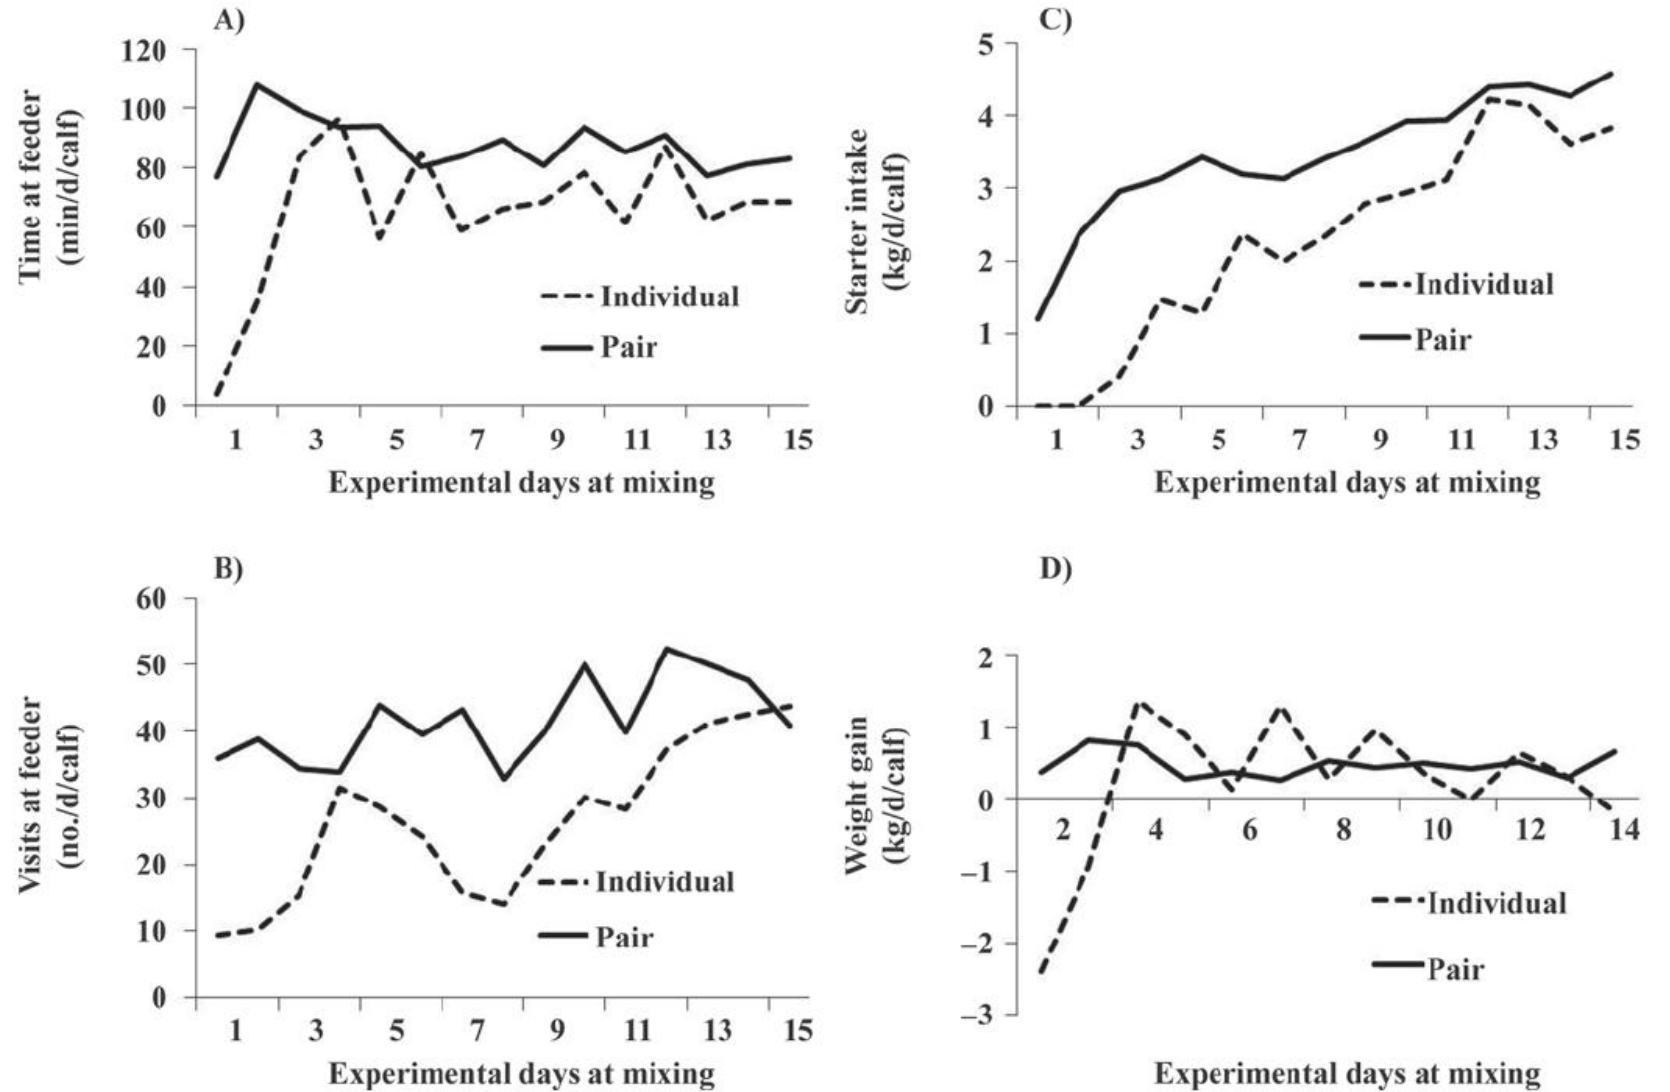 A)
Time at feeder
(min/d/calf)
120
100
80
60
40
20
0
Individual
Pair
1 3 5 7 9 11 13 15
Experimental days at mixing
C)
Starter intake
(kg/d/calf)
5
4
3
2
1
0
Individual
Pair
1 3 5 7 9 11 13 15
Experimental days at mixing
B)
Visits at feeder
(no./d/calf)
60
50
40
30
20
10
0
Individual
Pair
1 3 5 7 9 11 13 15
Experimental days at mixing
D)
Weight gain
(kg/d/calf)
2
1
0
–1
–2
–3
2 4 6 8 10 12 14
Individual
Pair
Experimental days at mixing